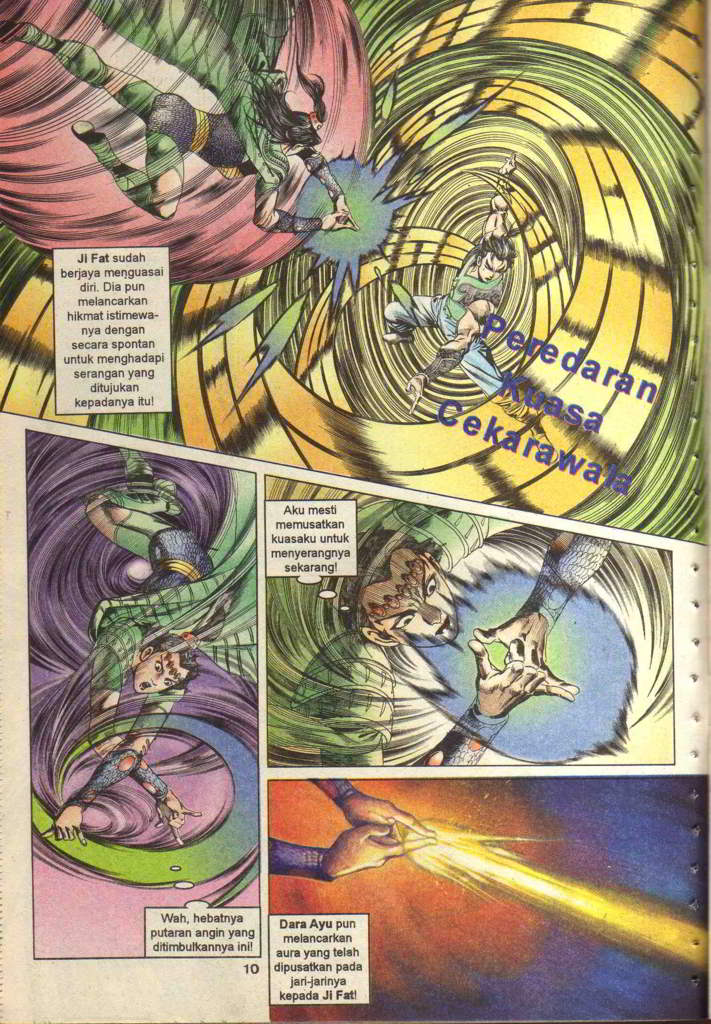 Ji Fat sudah
berjaya menguasai
diri. Dia pun
melancarkan
hikmat istimewa-
nya dengan
secara spontan
untuk menghadapi
serangan yang
ditujukan
kepadanya itu!
Peredaran
Kuasa
Cekarawala
Aku mesti
memusatkan
kuasaku untuk
menyerangnya
sekarang!
Wah, hebatnya
putaran angin yang
ditimbulkannya ini!
Dara Ayu pun
melancarkan
aura yang telsh
dipusatkan pada
jari-jarinya
kepada Ji Fat!
10